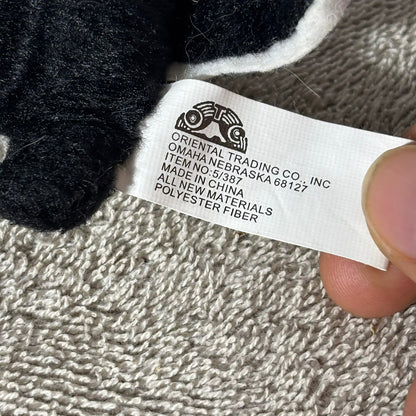 ORIENTAL TRADING CO., INC
OMAHA NEBRASKA 68127
ITEM NO:5/387
MADE IN CHINA
ALL NEW MATERIALS
POLYESTER FIBER